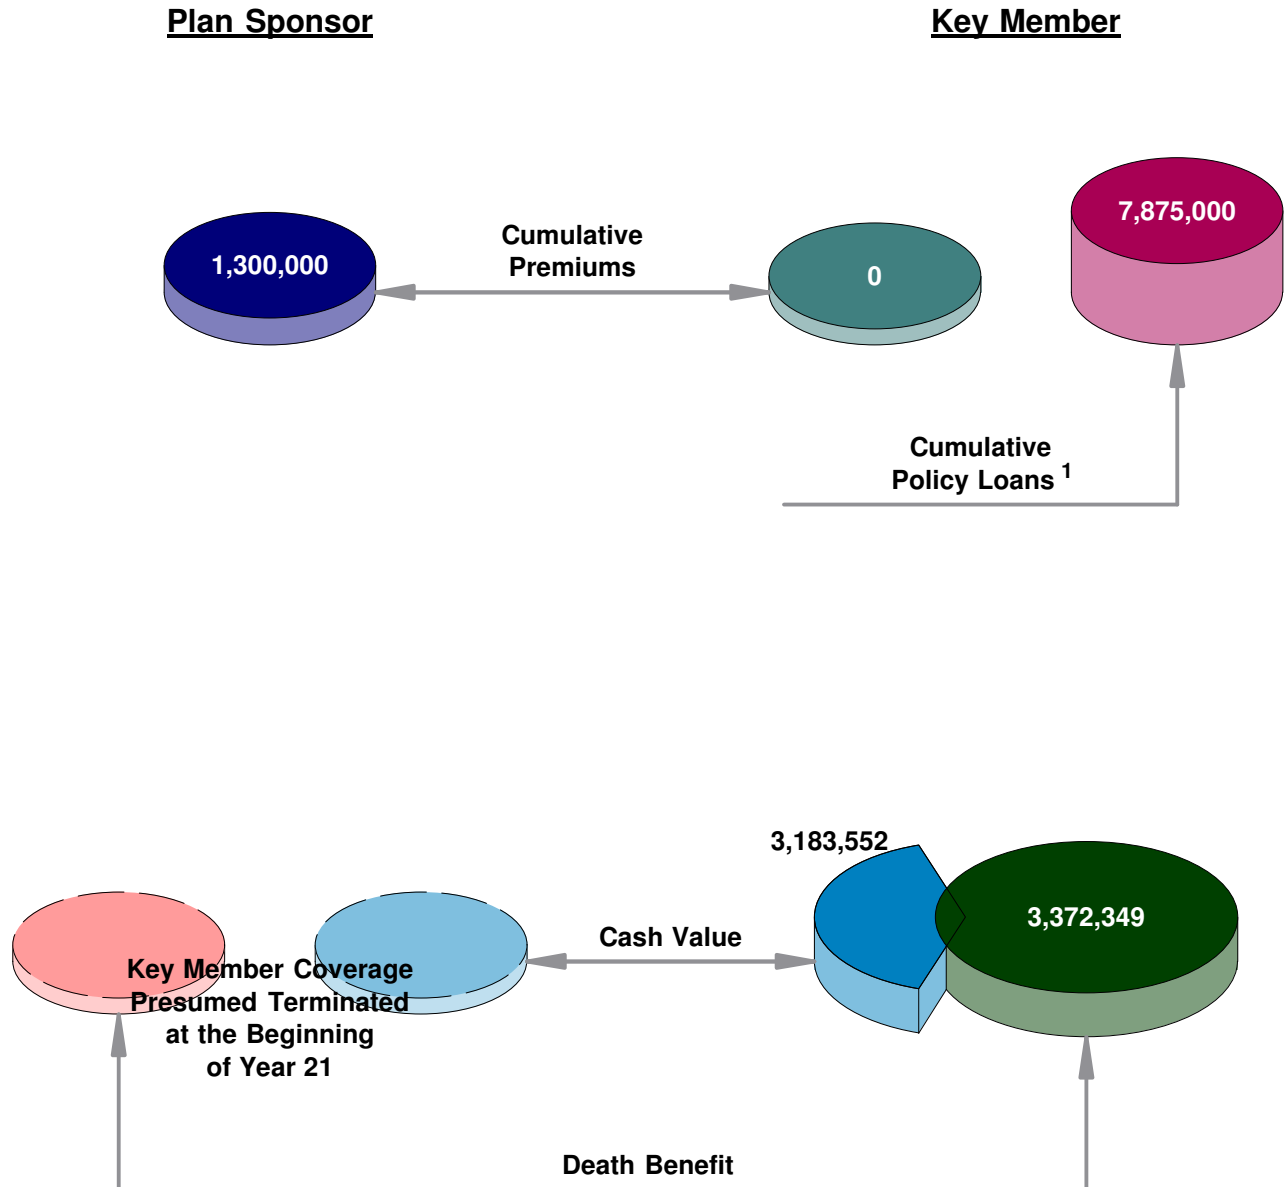 Plan Sponsor
Key Member
7,875,000
1,300,000
Cumulative
Premiums
0
Cumulative
Policy Loans 1
3,183,552
3,372,349
Cash Value
Key Member Coverage
Presumed Terminated
at the Beginning
of Year 21
Death Benefit